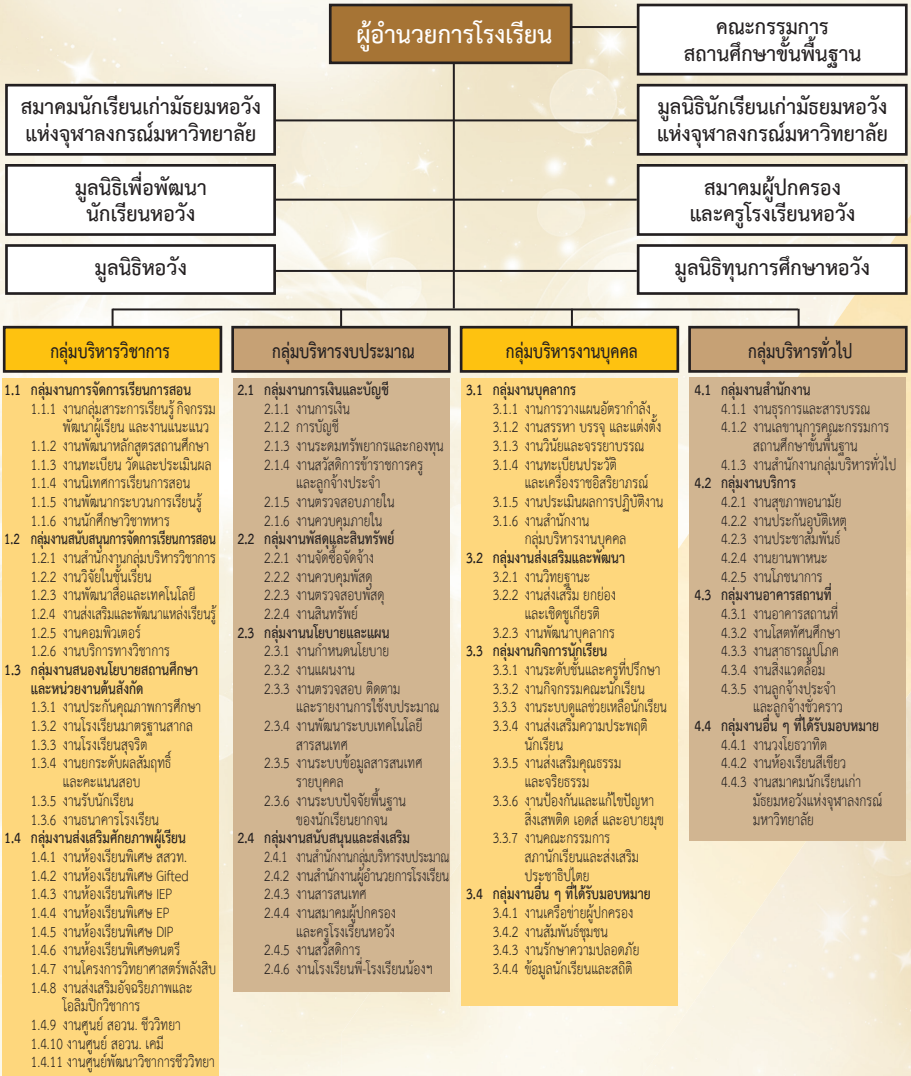 ผู้อำนวยการโรงเรียน
คณะกรรมการ
สถานศึกษาขั้นพื้นฐาน
สมาคมนักเรียนเก่ามัธยมหอวัง
แห่งจุฬาลงกรณ์มหาวิทยาลัย
มูลนิธินักเรียนเก่ามัธยมหอวัง
แห่งจุฬาลงกรณ์มหาวิทยาลัย
มูลนิธิเพื่อพัฒนา
นักเรียนหอวัง
สมาคมผู้ปกครอง
และครูโรงเรียนหอวัง
มูลนิธิหอวัง
มูลนิธิทุนการศึกษาหอวัง
กลุ่มบริหารวิชาการ
1.1 กลุ่มงานการจัดการเรียนการสอน
1.1.1 งานกลุ่มสาระการเรียนรู้ กิจกรรม
พัฒนาผู้เรียน และงานแนะแนว
1.1.2 งานพัฒนาหลักสูตรสถานศึกษา
1.1.3 งานทะเบียน วัดและประเมินผล
1.1.4 งานนิเทศการเรียนการสอน
1.1.5 งานพัฒนากระบวนการเรียนรู้
1.1.6 งานนักศึกษาวิชาทหาร
1.2 กลุ่มงานสนับสนุนการจัดการเรียนการสอน
1.2.1 งานสำนักงานกลุ่มบริหารวิชาการ
1.2.2 งานวิจัยในชั้นเรียน
1.2.3 งานพัฒนาสื่อและเทคโนโลยี
1.2.4 งานส่งเสริมและพัฒนาแหล่งเรียนรู้
1.2.5 งานคอมพิวเตอร์
1.2.6 งานบริการทางวิชาการ
1.3 กลุ่มงานสนองนโยบายสถานศึกษา
และหน่วยงานต้นสังกัด
1.3.1 งานประกันคุณภาพการศึกษา
1.3.2 งานโรงเรียนมาตรฐานสากล
1.3.3 งานโรงเรียนสุจริต
1.3.4 งานยกระดับผลสัมฤทธิ์
และคะแนนสอบ
1.3.5 งานรับนักเรียน
1.3.6 งานธนาคารโรงเรียน
1.4 กลุ่มงานส่งเสริมศักยภาพผู้เรียน
1.4.1 งานห้องเรียนพิเศษ สสวท.
1.4.2 งานห้องเรียนพิเศษ Gifted
1.4.3 งานห้องเรียนพิเศษ IEP
1.4.4 งานห้องเรียนพิเศษ EP
1.4.5 งานห้องเรียนพิเศษ DIP
1.4.6 งานห้องเรียนพิเศษดนตรี
1.4.7 งานโครงการวิทยาศาสตร์พลังสิบ
1.4.8 งานส่งเสริมอัจฉริยภาพและ
โอลิมปิกวิชาการ
1.4.9 งานศูนย์ สอวน. ชีววิทยา
1.4.10 งานศูนย์ สอวน. เคมี
1.4.11 งานศูนย์พัฒนาวิชาการชีววิทยา
กลุ่มบริหารงบประมาณ
2.1 กลุ่มงานการเงินและบัญชี
2.1.1 งานการเงิน
2.1.2 การบัญชี
2.1.3 งานระดมทรัพยากรและกองทุน
2.1.4 งานสวัสดิการข้าราชการครู
และลูกจ้างประจำ
2.1.5 งานตรวจสอบภายใน
2.1.6 งานควบคุมภายใน
2.2 กลุ่มงานพัสดุและสินทรัพย์
2.2.1 งานจัดซื้อจัดจ้าง
2.2.2 งานควบคุมพัสดุ
2.2.3 งานตรวจสอบพัสดุ
2.2.4 งานสินทรัพย์
2.3 กลุ่มงานนโยบายและแผน
2.3.1 งานกำหนดนโยบาย
2.3.2 งานแผนงาน
2.3.3 งานตรวจสอบ ติดตาม
และรายงานการใช้งบประมาณ
2.3.4 งานพัฒนาระบบเทคโนโลยี
สารสนเทศ
2.3.5 งานระบบข้อมูลสารสนเทศ
รายบุคคล
2.3.6 งานระบบปัจจัยพื้นฐาน
ของนักเรียนยากจน
2.4 กลุ่มงานสนับสนุนและส่งเสริม
2.4.1 งานสำนักงานกลุ่มบริหารงบประมาณ
2.4.2 งานสำนักงานผู้อำนวยการโรงเรียน
2.4.3 งานสารสนเทศ
2.4.4 งานสมาคมผู้ปกครอง
และครูโรงเรียนหอวัง
2.4.5 งานสวัสดิการ
2.4.6 งานโรงเรียนพี่-โรงเรียนน้องฯ
กลุ่มบริหารงานบุคคล
3.1 กลุ่มงานบุคลากร
3.1.1 งานการวางแผนอัตรากำลัง
3.1.2 งานสรรหา บรรจุ และแต่งตั้ง
3.1.3 งานวินัยและจรรยาบรรณ
3.1.4 งานทะเบียนประวัติ
และเครื่องราชอิสริยาภรณ์
3.1.5 งานประเมินผลการปฏิบัติงาน
3.1.6 งานสำนักงาน
กลุ่มบริหารงานบุคคล
3.2 กลุ่มงานส่งเสริมและพัฒนา
3.2.1 งานวิทยฐานะ
3.2.2 งานส่งเสริม ยกย่อง
และเชิดชูเกียรติ
3.2.3 งานพัฒนาบุคลากร
3.3 กลุ่มงานกิจการนักเรียน
3.3.1 งานระดับชั้นและครูที่ปรึกษา
3.3.2 งานกิจกรรมคณะนักเรียน
3.3.3 งานระบบดูแลช่วยเหลือนักเรียน
3.3.4 งานส่งเสริมความประพฤติ
นักเรียน
3.3.5 งานส่งเสริมคุณธรรม
และจริยธรรม
3.3.6 งานป้องกันและแก้ไขปัญหา
สิ่งเสพติด เอดส์ และอบายมุข
3.3.7 งานคณะกรรมการ
สภานักเรียนและส่งเสริม
ประชาธิปไตย
3.4 กลุ่มงานอื่น ๆ ที่ได้รับมอบหมาย
3.4.1 งานเครือข่ายผู้ปกครอง
3.4.2 งานสัมพันธ์ชุมชน
3.4.3 งานรักษาความปลอดภัย
3.4.4 ข้อมูลนักเรียนและสถิติ
กลุ่มบริหารทั่วไป
4.1 กลุ่มงานสำนักงาน
4.1.1 งานธุรการและสารบรรณ
4.1.2 งานเลขานุการคณะกรรมการ
สถานศึกษาขั้นพื้นฐาน
4.1.3 งานสำนักงานกลุ่มบริหารทั่วไป
4.2 กลุ่มงานบริการ
4.2.1 งานสุขภาพอนามัย
4.2.2 งานประกันอุบัติเหตุ
4.2.3 งานประชาสัมพันธ์
4.2.4 งานยานพาหนะ
4.2.5 งานโภชนาการ
4.3 กลุ่มงานอาคารสถานที่
4.3.1 งานอาคารสถานที่
4.3.2 งานโสตทัศนศึกษา
4.3.3 งานสาธารณูปโภค
4.3.4 งานสิ่งแวดล้อม
4.3.5 งานลูกจ้างประจำ
และลูกจ้างชั่วคราว
4.4 กลุ่มงานอื่น ๆ ที่ได้รับมอบหมาย
4.4.1 งานวงโยธวาทิต
4.4.2 งานห้องเรียนสีเขียว
4.4.3 งานสมาคมนักเรียนเก่า
มัธยมหอวังแห่งจุฬาลงกรณ์
มหาวิทยาลัย